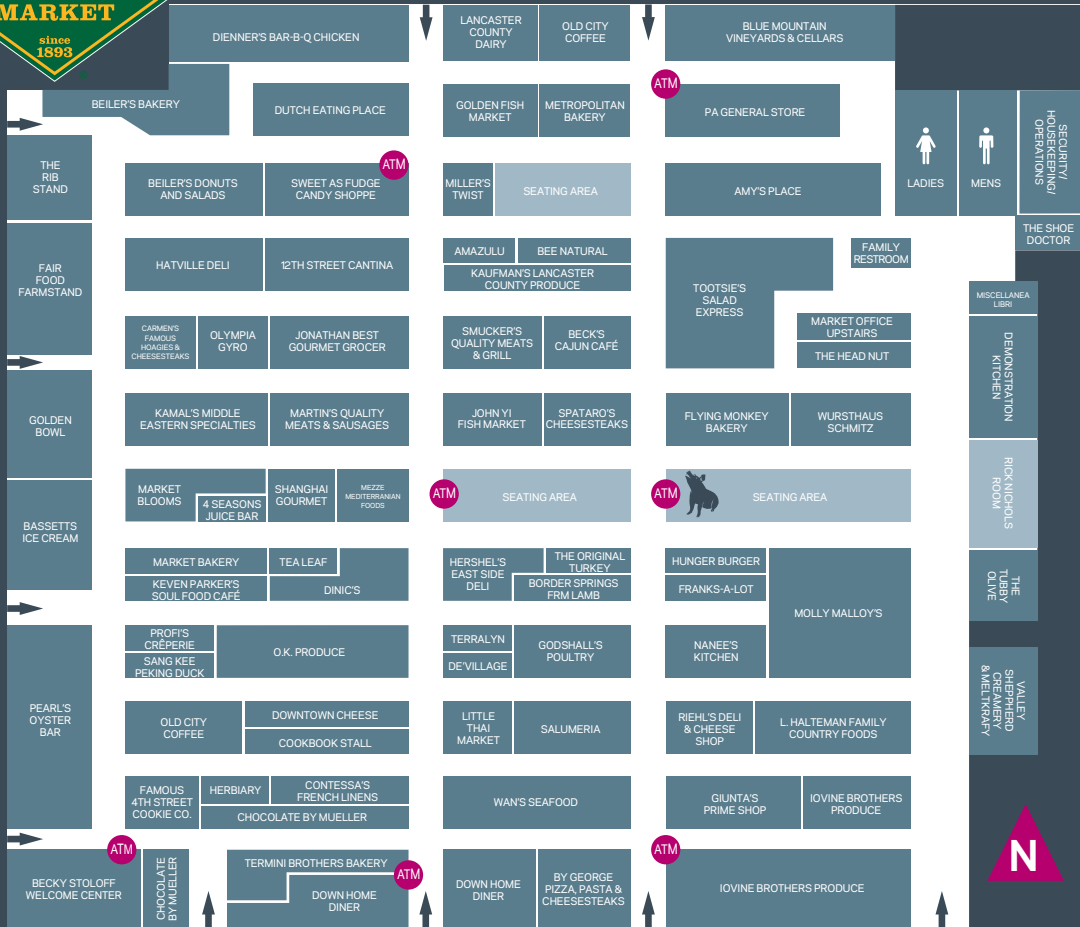 MARKET
since
1893
DIENNER'S BAR-B-Q CHICKEN
LANCASTER
COUNTY
DAIRY
OLD CITY
COFFEE
BLUE MOUNTAIN
VINEYARDS & CELLARS
BEILER'S BAKERY
DUTCH EATING PLACE
GOLDEN FISH
MARKET
METROPOLITAN
BAKERY
ATM
PA GENERAL STORE
LADIES
MENS
SECURITY/
HOUSEKEEPING/
OPERATIONS
THE
RIB
STAND
BEILER'S DONUTS
AND SALADS
SWEET AS FUDGE
CANDY SHOPPE
ATM
MILLER'S
TWIST
SEATING AREA
AMY'S PLACE
THE SHOE
DOCTOR
FAIR
FOOD
FARMSTAND
HATVILLE DELI
12TH STREET CANTINA
AMAZULU
BEE NATURAL
KAUFMAN'S LANCASTER
COUNTY PRODUCE
TOOTSIE'S
SALAD
EXPRESS
FAMILY
RESTROOM
MISCELLANEA
LIBRI
CARMEN'S
FAMOUS
HOAGIES &
CHEESESTEAKS
OLYMPIA
GYRO
JONATHAN BEST
GOURMET GROCER
SMUCKER'S
QUALITY MEATS
& GRILL
BECK'S
CAJUN CAFÉ
MARKET OFFICE
UPSTAIRS
THE HEAD NUT
DEMONSTRATION
KITCHEN
GOLDEN
BOWL
KAMAL'S MIDDLE
EASTERN SPECIALTIES
MARTIN'S QUALITY
MEATS & SAUSAGES
JOHN YI
FISH MARKET
SPATARO'S
CHEESESTEAKS
FLYING MONKEY
BAKERY
WURSTHAUS
SCHMITZ
BASSETTS
ICE CREAM
MARKET
BLOOMS
4 SEASONS
JUICE BAR
SHANGHAI
GOURMET
MEZZE
MEDITERRANIAN
FOODS
ATM
SEATING AREA
ATM
SEATING AREA
RICK NICHOLS
ROOM
MARKET BAKERY
TEA LEAF
KEVEN PARKER'S
SOUL FOOD CAFÉ
DINIC'S
HERSHEL'S
EAST SIDE
DELI
THE ORIGINAL
TURKEY
BORDER SPRINGS
FRM LAMB
HUNGER BURGER
FRANKS-A-LOT
MOLLY MALLOY'S
THE
TUBBY
OLIVE
PEARL'S
OYSTER
BAR
PROFI'S
CRÊPERIE
SANG KEE
PEKING DUCK
O.K. PRODUCE
TERRALYN
DE'VILLAGE
GODSHALL'S
POULTRY
NANEE'S
KITCHEN
VALLEY
SHEPPHERD
CREAMERY
& MELTKRAFY
OLD CITY
COFFEE
DOWNTOWN CHEESE
COOKBOOK STALL
LITTLE
THAI
MARKET
SALUMERIA
RIEHL'S DELI
& CHEESE
SHOP
L. HALTEMAN FAMILY
COUNTRY FOODS
FAMOUS
4TH STREET
COOKIE CO.
HERBIARY
CONTESSA'S
FRENCH LINENS
CHOCOLATE BY MUELLER
WAN'S SEAFOOD
GIUNTA'S
PRIME SHOP
IOVINE BROTHERS
PRODUCE
ATM
BECKY STOLOFF
WELCOME CENTER
CHOCOLATE
BY MUELLER
TERMINI BROTHERS BAKERY
ATM
DOWN HOME
DINER
DOWN HOME
DINER
BY GEORGE
PIZZA, PASTA &
CHEESESTEAKS
ATM
IOVINE BROTHERS PRODUCE
N